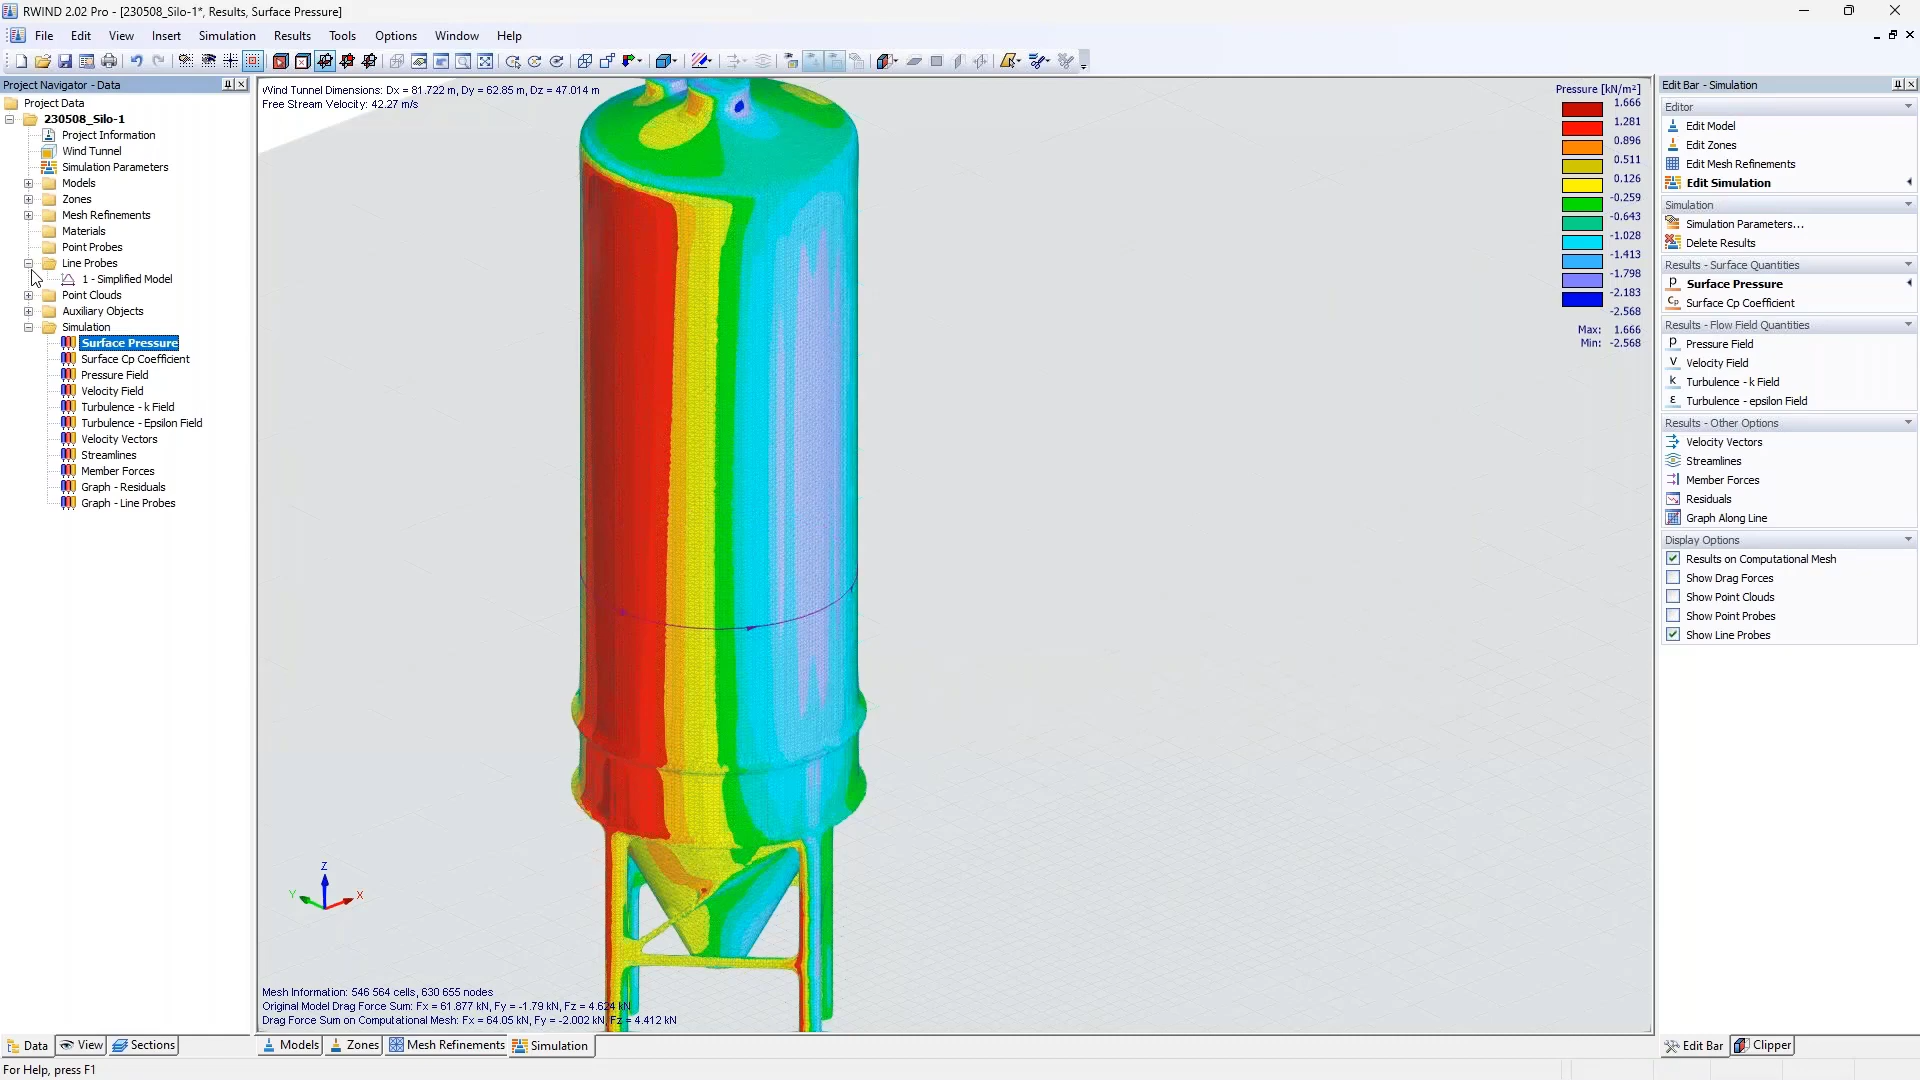 RWIND 2.02 Pro - [230508_Silo-1*, Results, Surface Pressure]
File Edit View Insert Simulation Results Tools Options Window Help
Project Navigator - Data
Project Data
230508_Silo-1
Project Information
Wind Tunnel
Simulation Parameters
Models
Zones
Mesh Refinements
Materials
Point Probes
Line Probes
1 - Simplified Model
Point Clouds
Auxiliary Objects
Simulation
Surface Pressure
Surface Cp Coefficient
Pressure Field
Velocity Field
Turbulence - k Field
Turbulence - Epsilon Field
Velocity Vectors
Streamlines
Member Forces
Graph - Residuals
Graph - Line Probes
Data View Sections
Wind Tunnel Dimensions: Dx = 81.722 m, Dy = 62.85 m, Dz = 47.014 m
Free Stream Velocity: 42.27 m/s
Pressure [kN/m²]
1.666
1.281
0.896
0.511
0.126
-0.259
-0.643
-1.028
-1.413
-1.798
-2.183
-2.568
Max: 1.666
Min: -2.568
Z
Y
X
Mesh Information: 546 564 cells, 630 655 nodes
Original Model Drag Force Sum: Fx = 61.877 kN, Fy = -1.79 kN, Fz = 4.624 kN
Drag Force Sum on Computational Mesh: Fx = 64.05 kN, Fy = -2.002 kN, Fz = 4.412 kN
Models Zones Mesh Refinements Simulation
Edit Bar - Simulation
Editor
Edit Model
Edit Zones
Edit Mesh Refinements
Edit Simulation
Simulation
Simulation Parameters...
Delete Results
Results - Surface Quantities
p Surface Pressure
Cp Surface Cp Coefficient
Results - Flow Field Quantities
p Pressure Field
v Velocity Field
k Turbulence - k Field
ε Turbulence - epsilon Field
Results - Other Options
Velocity Vectors
Streamlines
Member Forces
Residuals
Graph Along Line
Display Options
Results on Computational Mesh
Show Drag Forces
Show Point Clouds
Show Point Probes
Show Line Probes
Edit Bar Clipper
For Help, press F1